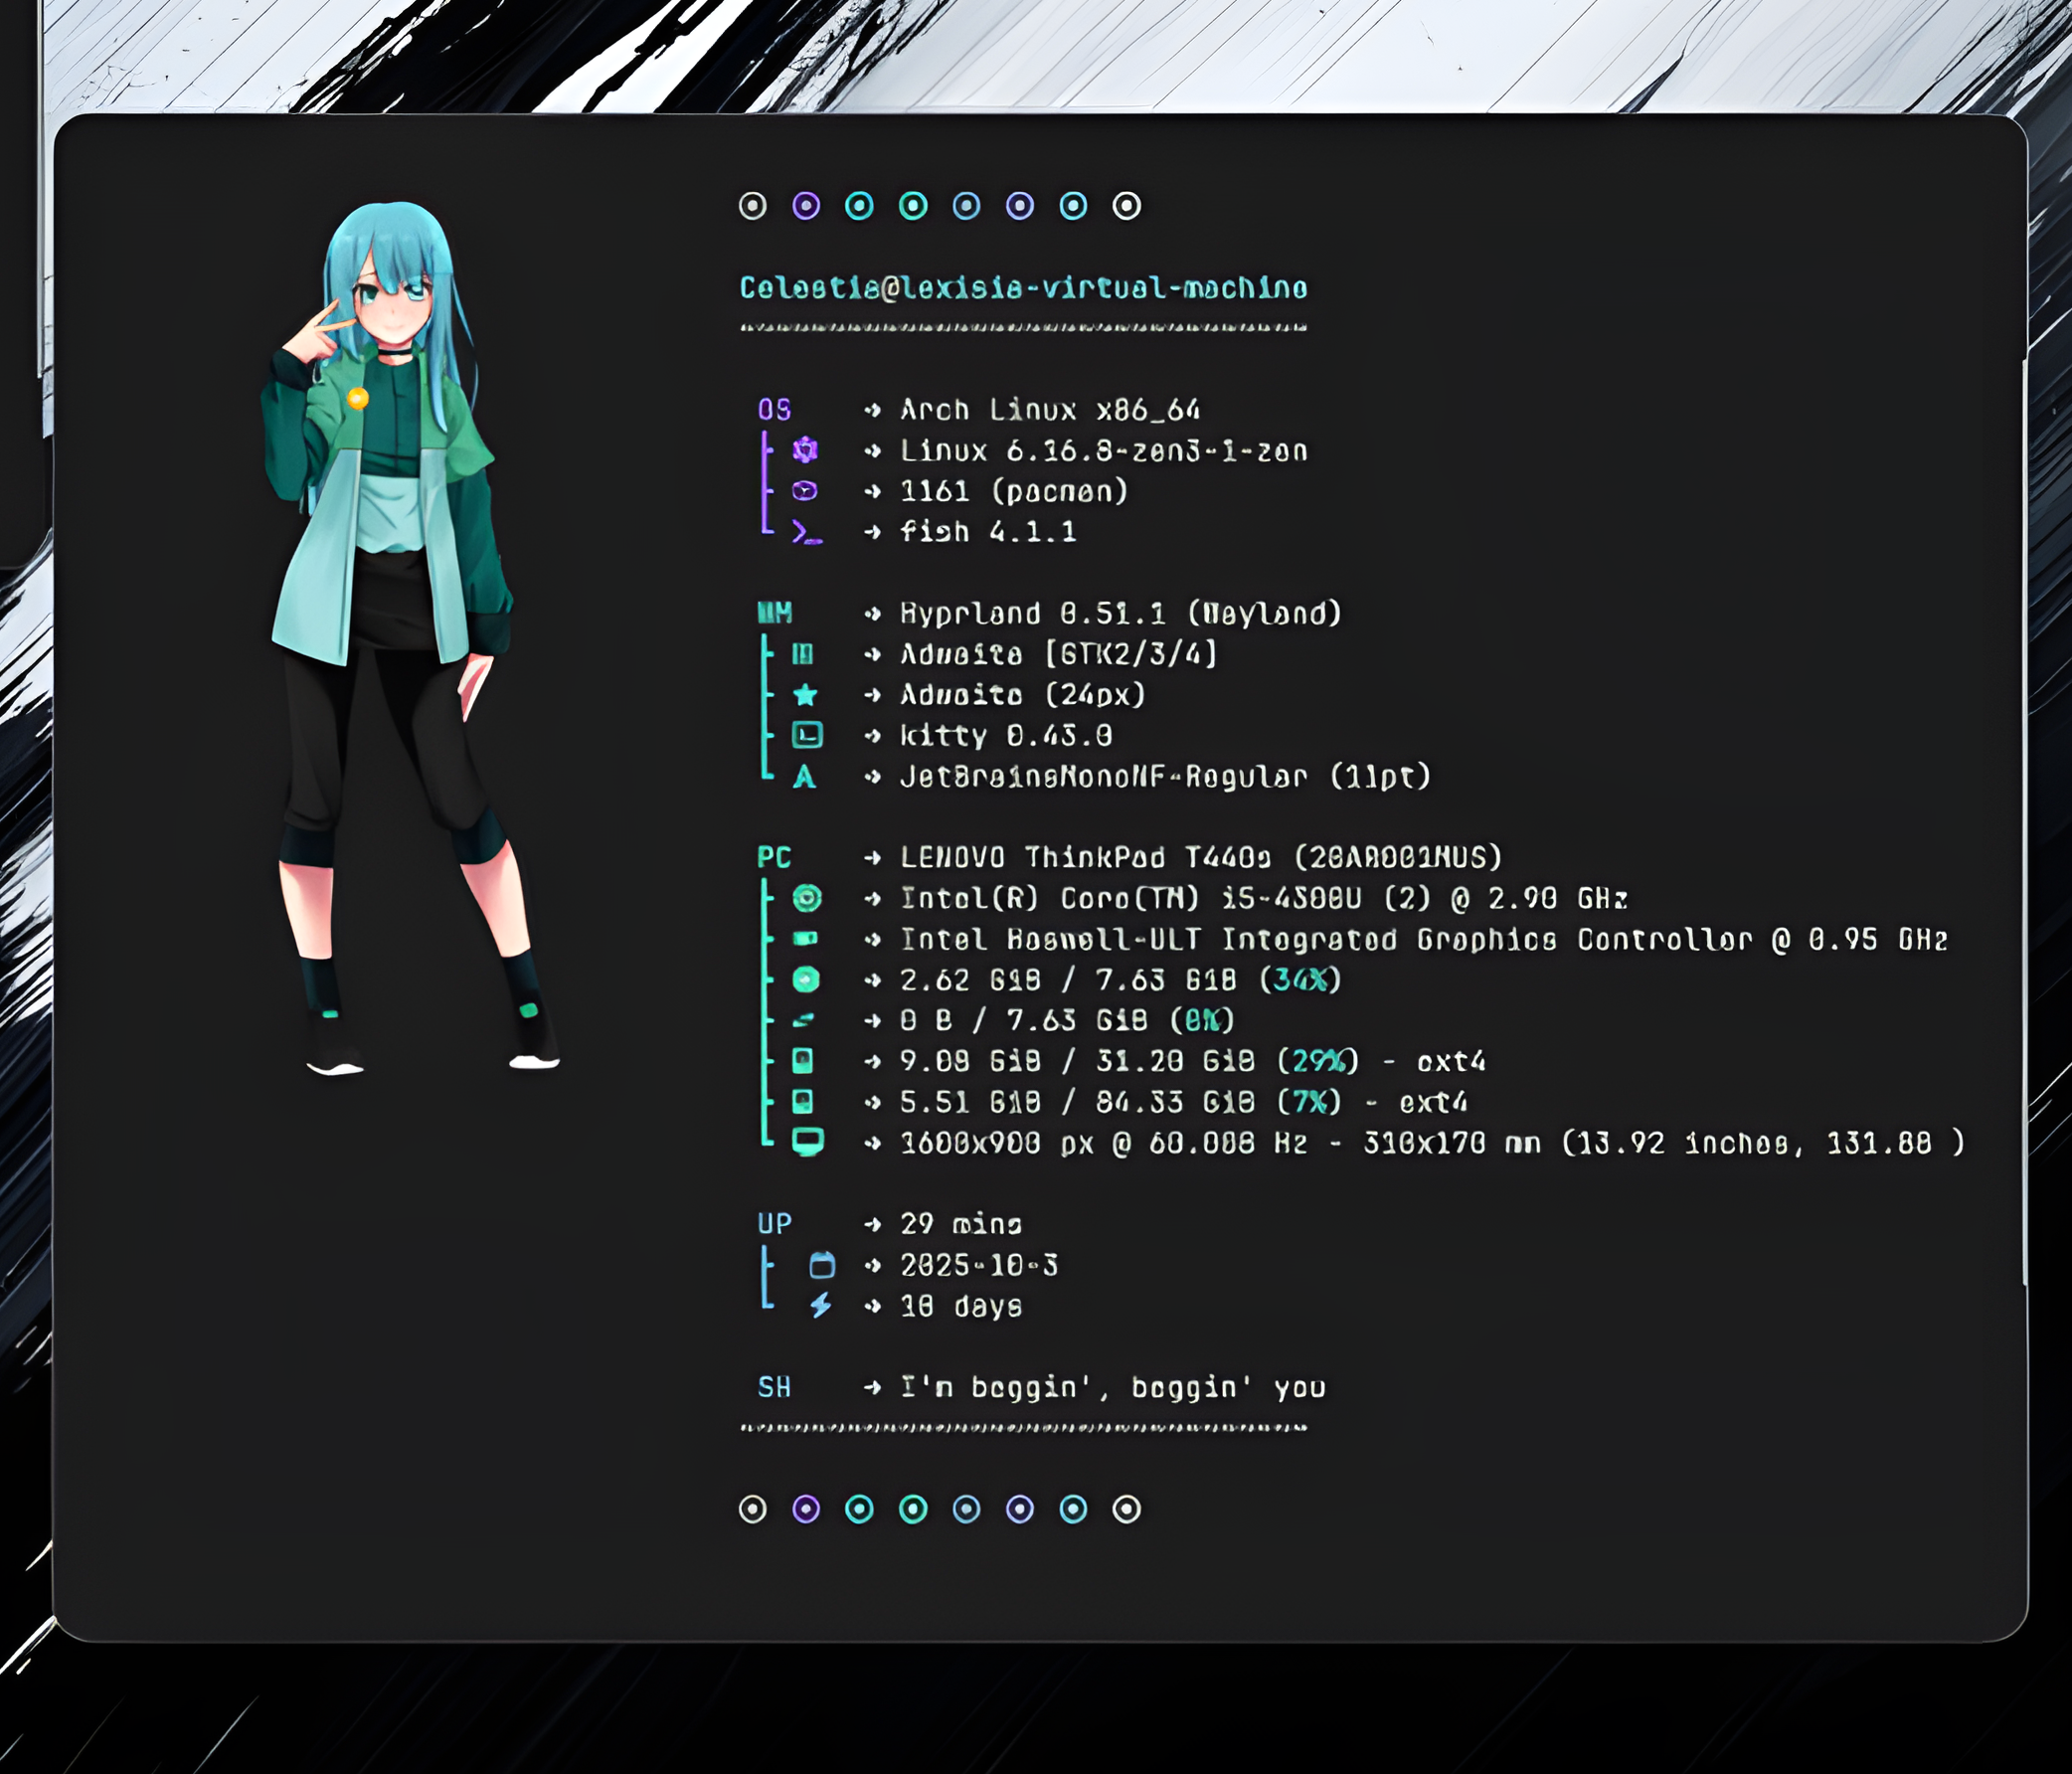 Celestia@lexisia-virtual-machine
OS → Arch Linux x86_64
→ Linux 6.16.8-zen3-1-zen
→ 1161 (pacman)
→ fish 4.1.1
WM → Hyprland 0.51.1 (Wayland)
→ Adwaita [GTK2/3/4]
→ Adwaita (24px)
→ kitty 0.43.0
→ JetBrainsMonoNF-Regular (11pt)
PC → LENOVO ThinkPad T440s
→ Intel(R) Core(TM) i5-4300U (2) @ 2.90 GHz
→ Intel Haswell-ULT Integrated Graphics Controller @ 0.95 GHz
→ 2.62 GiB / 7.63 GiB (34%)
→ 0 B / 7.63 GiB (0%)
→ 9.09 GiB / 31.20 GiB (29%) - ext4
→ 5.51 GiB / 84.33 GiB (7%) - ext4
→ 1600x900 px @ 60.008 Hz - 310x170 mm (13.92 inches, 131.88 )
UP → 29 mins
→ 2025-10-3
→ 10 days
SH → I'm beggin', beggin' you